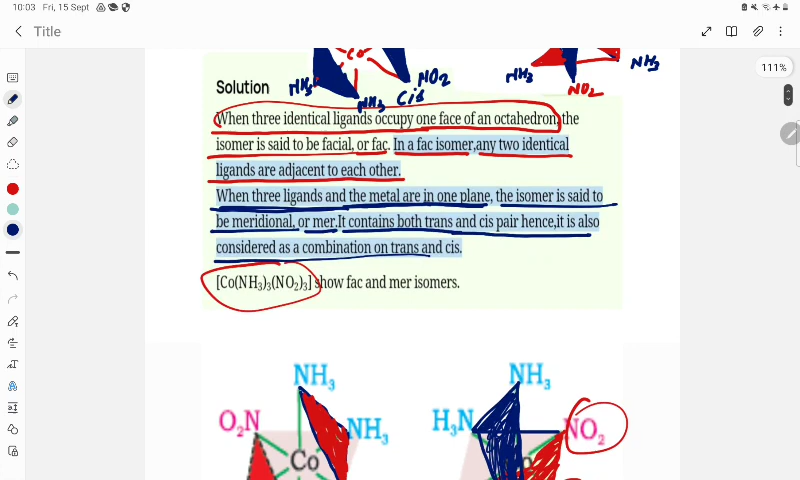 10:03 Fri, 15 Sept
Title
111%
NH3
NO2
NH3
Cis
NH3
NH3
NO2
Solution
When three identical ligands occupy one face of an octahedron, the
isomer is said to be facial, or fac. In a fac isomer,any two identical
ligands are adjacent to each other.
When three ligands and the metal are in one plane, the isomer is said to
be meridional, or mer.It contains both trans and cis pair hence,it is also
considered as a combination on trans and cis.
[Co(NH₃)₃(NO₂)₃] show fac and mer isomers.
NH₃
NH₃
O₂N
NH₃
H₃N
NO₂
Co